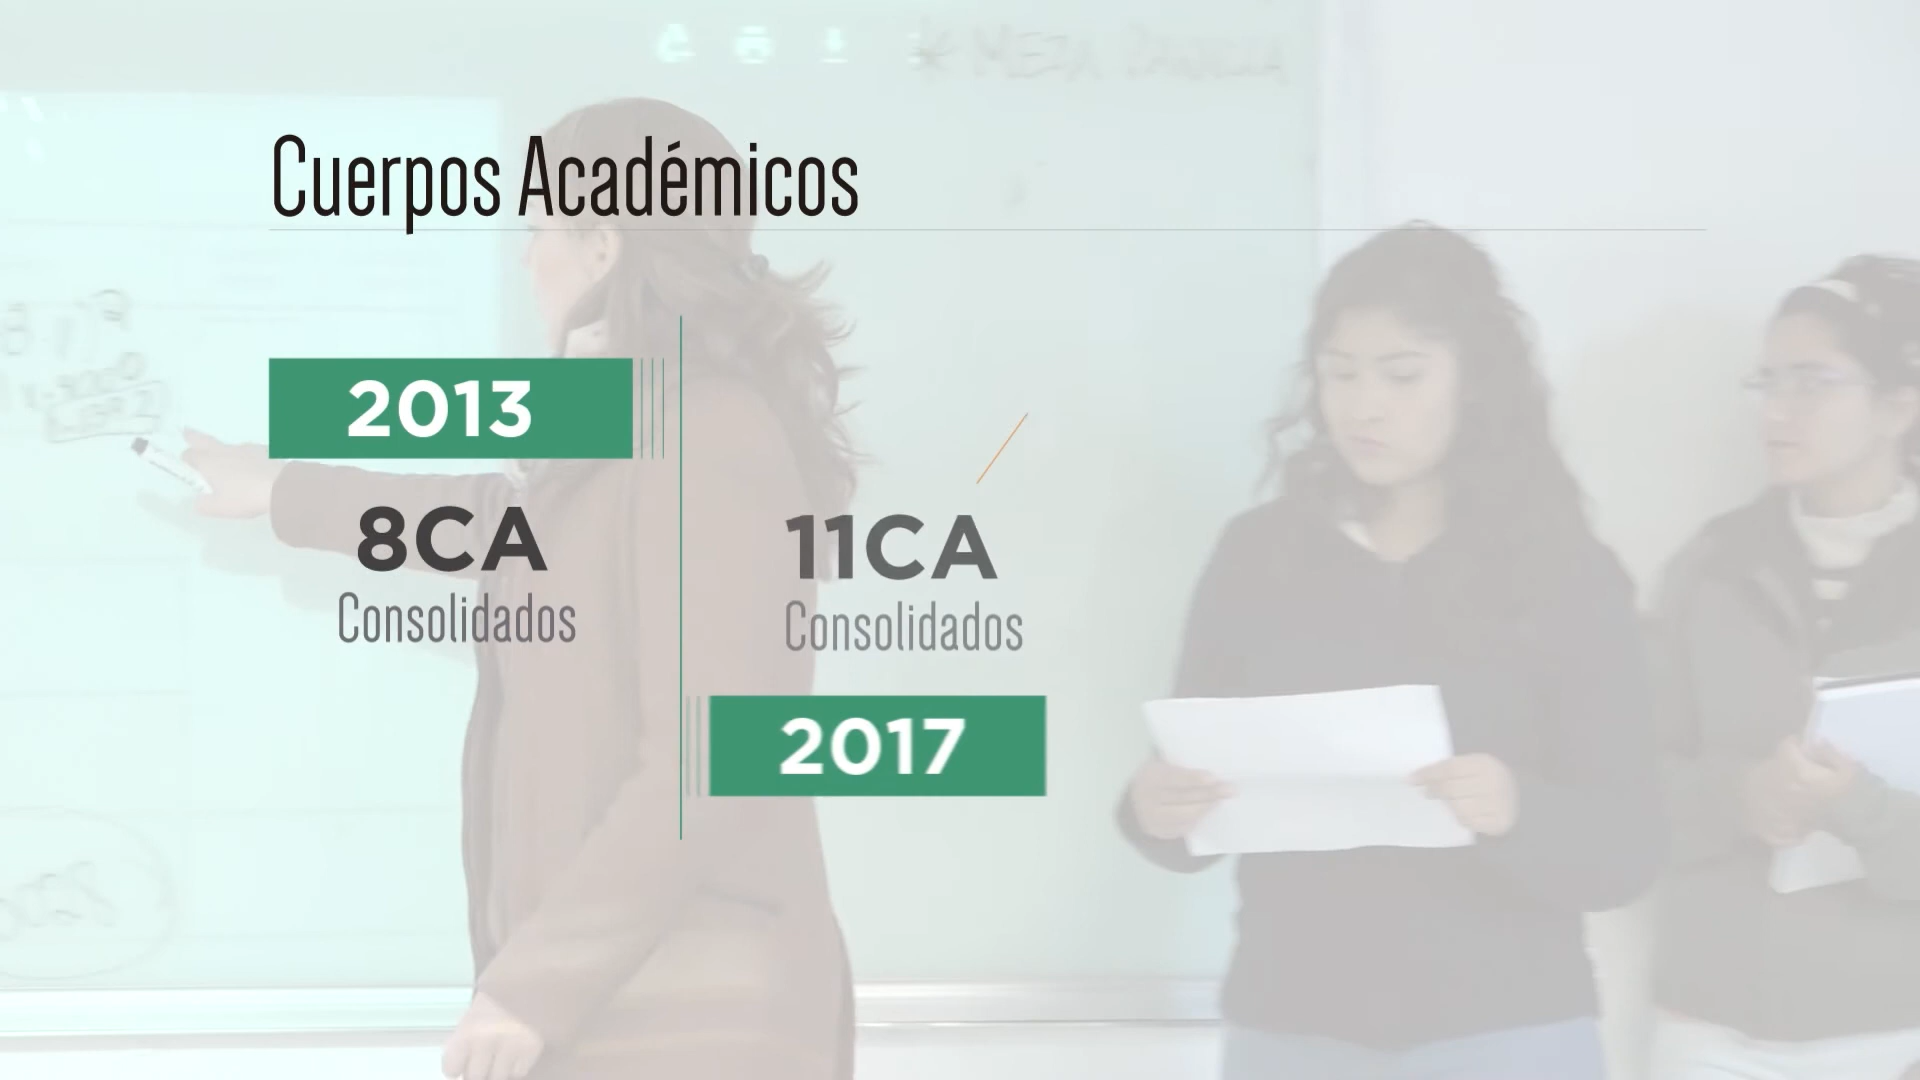 Cuerpos Académicos
2013
8CA
Consolidados
11CA
Consolidados
2017